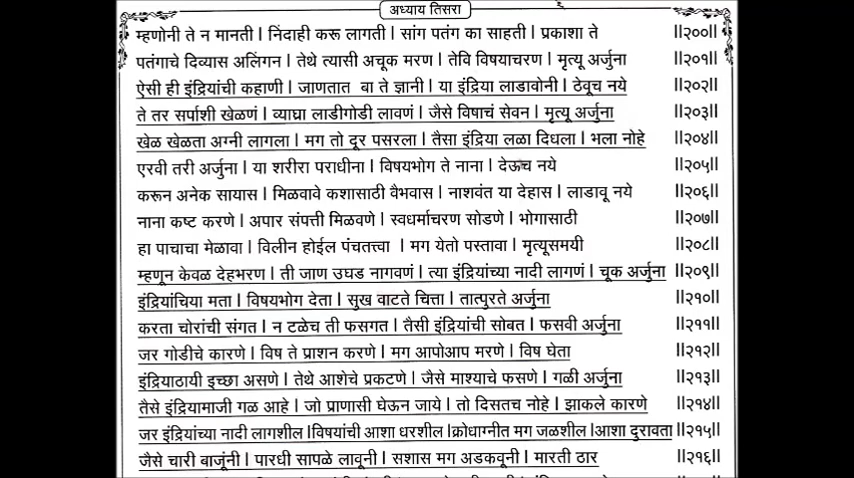 अध्याय तिसरा
म्हणोनी ते न मानती । निंदाही करू लागती । सांग पतंग का साहती । प्रकाशा ते ॥२००॥
पतंगाचे दिव्यास अलिंगन । तेथे त्यासी अचूक मरण । तेवि विषयाचरण । मृत्यू अर्जुना ॥२०१॥
ऐसी ही इंद्रियांची कहाणी । जाणतात बा ते ज्ञानी । या इंद्रिया लाडावोनी । ठेवूच नये ॥२०२॥
ते तर सर्पाशी खेळणं । व्याघ्रा लाडीगोडी लावणं । जैसे विषाचं सेवन । मृत्यू अर्जुना ॥२०३॥
खेळ खेळता अग्नी लागला । मग तो दूर पसरला । तैसा इंद्रिया लळा दिधला । भला नोहे ॥२०४॥
एरवी तरी अर्जुना । या शरीरा पराधीना । विषयभोग ते नाना । देऊच नये ॥२०५॥
करून अनेक सायास । मिळवावे कशासाठी वैभवास । नाशवंत या देहास । लाडावू नये ॥२०६॥
नाना कष्ट करणे । अपार संपत्ती मिळवणे । स्वधर्माचरण सोडणे । भोगासाठी ॥२०७॥
हा पाचाचा मेळावा । विलीन होईल पंचतत्त्वा । मग येतो पस्तावा । मृत्यूसमयी ॥२०८॥
म्हणून केवळ देहभरण । ती जाण उघड नागवणं । त्या इंद्रियांच्या नादी लागणं । चूक अर्जुना ॥२०९॥
इंद्रियांचिया मता । विषयभोग देता । सुख वाटते चित्ता । तात्पुरते अर्जुना ॥२१०॥
करता चोरांची संगत । न टळेच ती फसगत । तैसी इंद्रियांची सोबत । फसवी अर्जुना ॥२११॥
जर गोडीचे कारणे । विष ते प्राशन करणे । मग आपोआप मरणे । विष घेता ॥२१२॥
इंद्रियाठायी इच्छा असणे । तेथे आशेचे प्रकटणे । जैसे माश्याचे फसणे । गळी अर्जुना ॥२१३॥
तैसे इंद्रियामाजी गळ आहे । जो प्राणासी घेऊन जाये । तो दिसतच नोहे । झाकले कारणे ॥२१४॥
जर इंद्रियांच्या नादी लागशील ।विषयांची आशा धरशील ।क्रोधाग्नीत मग जळशील ।आशा दुरावता ॥२१५॥
जैसे चारी बाजूंनी । पारधी सापळे लावूनी । सशास मग अडकवूनी । मारती ठार ॥२१६॥